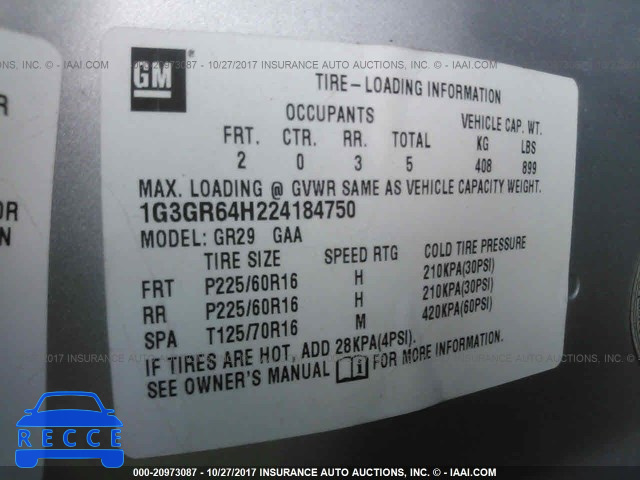 000-20973087 - 10/27/2017 INSURANCE AUTO AUCTIONS, INC. - © IAAI.COM
GM
TIRE-LOADING INFORMATION
OCCUPANTS
VEHICLE CAP. WT.
FRT. CTR. RR. TOTAL KG LBS
2 0 3 5 408 899
MAX. LOADING @ GVWR SAME AS VEHICLE CAPACITY WEIGHT.
1G3GR64H224184750
MODEL: GR29 GAA
TIRE SIZE SPEED RTG COLD TIRE PRESSURE
FRT P225/60R16 H 210KPA(30PSI)
RR P225/60R16 H 210KPA(30PSI)
SPA T125/70R16 M 420KPA(60PSI)
IF TIRES ARE HOT, ADD 28KPA(4PSI).
SEE OWNER'S MANUAL FOR MORE INFORMATION.
RECCE
000-20973087 - 10/27/2017 INSURANCE AUTO AUCTIONS, INC. - © IAAI.COM